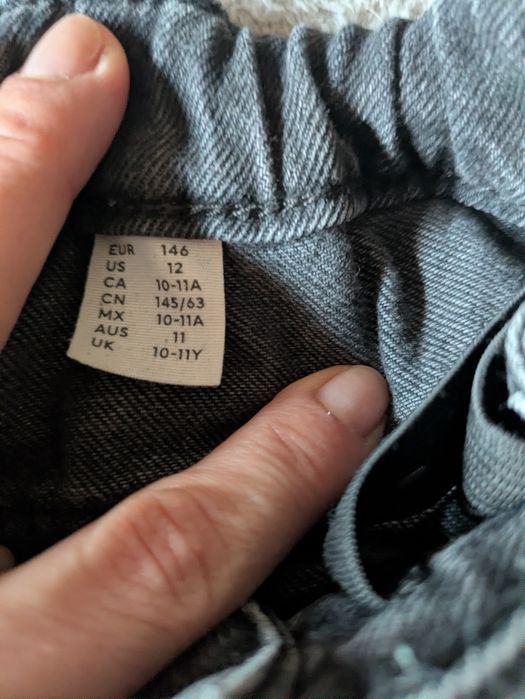 EUR 146
US 12
CA 10-11A
CN 145/63
MX 10-11A
AUS 11
UK 10-11Y